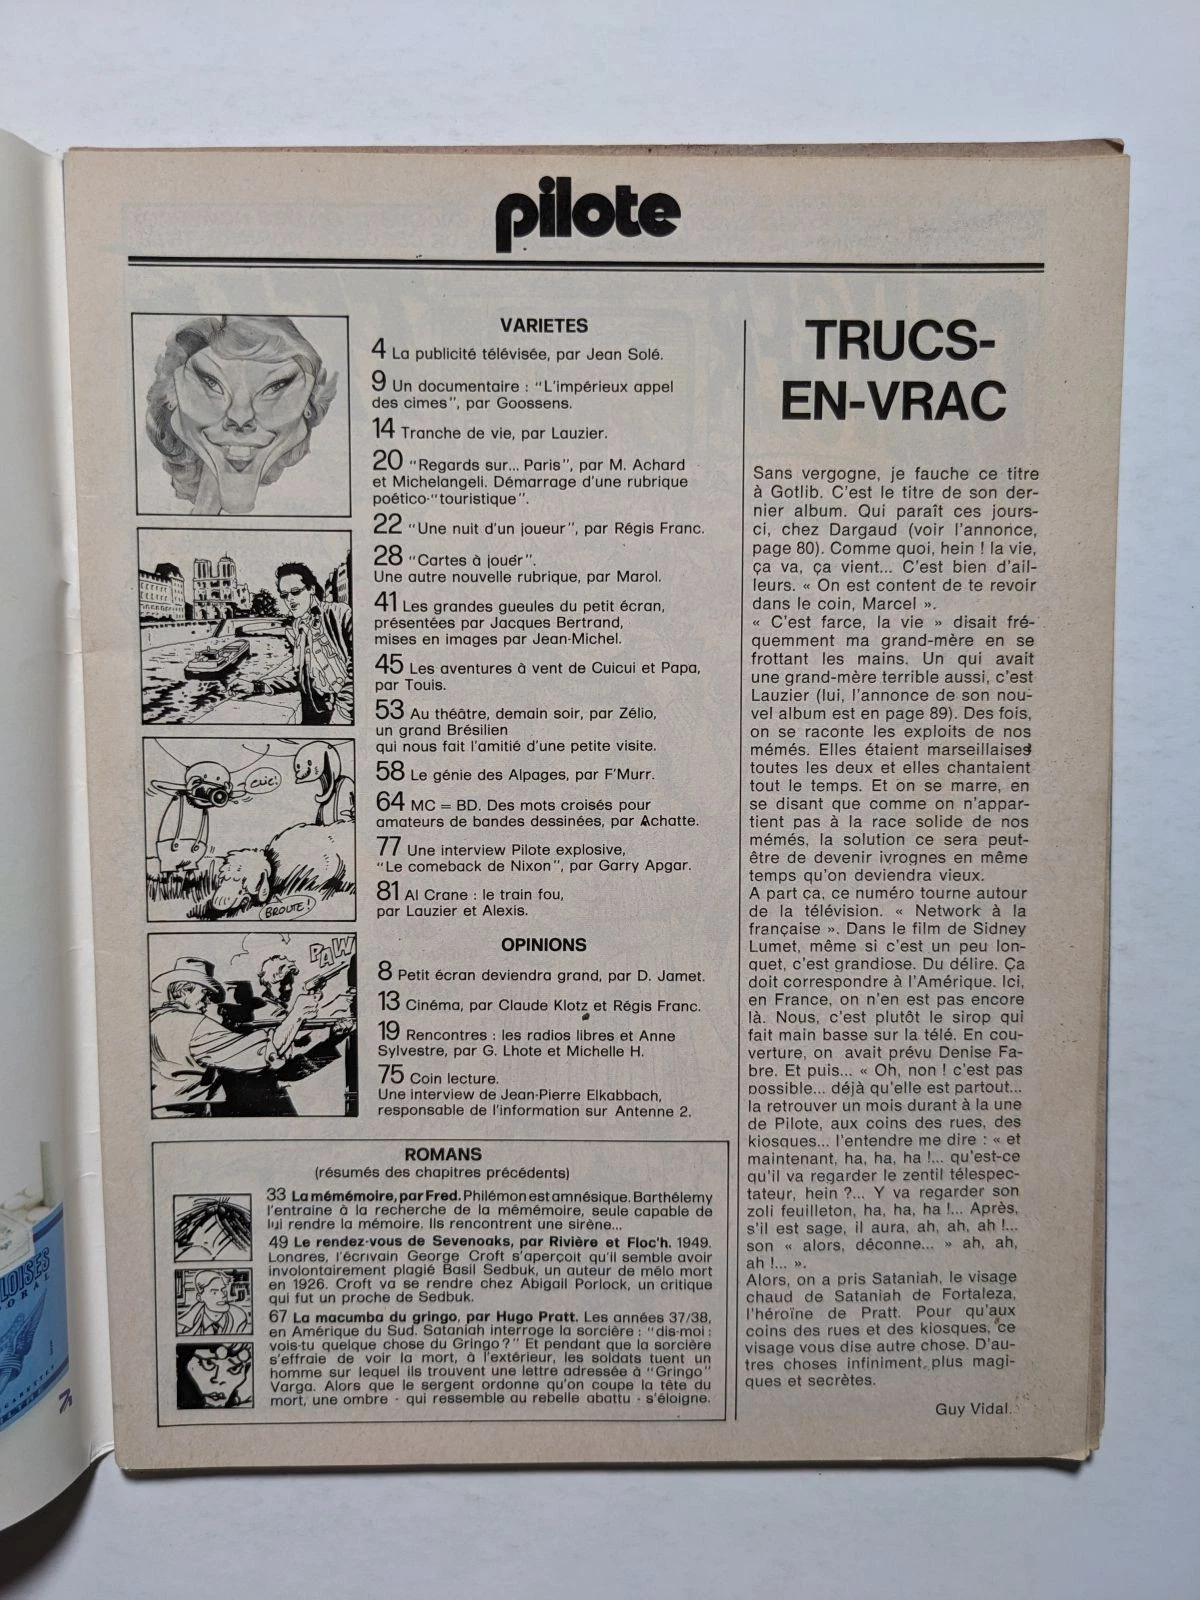 pilote
VARIETES
4 La publicité télévisée, par Jean Solé.
9 Un documentaire : "L'impérieux appel
des cimes", par Goossens.
14 Tranche de vie, par Lauzier.
20 "Regards sur... Paris", par M. Achard
et Michelangeli. Démarrage d'une rubrique
poético-"touristique".
22 "Une nuit d'un joueur", par Régis Franc.
28 "Cartes à jouer".
Une autre nouvelle rubrique, par Marol.
41 Les grandes gueules du petit écran,
présentées par Jacques Bertrand,
mises en images par Jean-Michel.
45 Les aventures à vent de Cuicui et Papa,
par Touis.
53 Au théâtre, demain soir, par Zélio,
un grand Brésilien
qui nous fait l'amitié d'une petite visite.
58 Le génie des Alpages, par F'Murr.
64 MC = BD. Des mots croisés pour
amateurs de bandes dessinées, par Achatte.
77 Une interview Pilote explosive,
"Le comeback de Nixon", par Garry Apgar.
81 Al Crane : le train fou,
par Lauzier et Alexis.
OPINIONS
8 Petit écran deviendra grand, par D. Jamet.
13 Cinéma, par Claude Klotz et Régis Franc.
19 Rencontres : les radios libres et Anne
Sylvestre, par G. Lhote et Michelle H.
75 Coin lecture.
Une interview de Jean-Pierre Elkabbach,
responsable de l'information sur Antenne 2.
CLIC!
BROUTE!
PAW
ROMANS
(résumés des chapitres précédents)
33 La mémémoire, par Fred. Philémon est amnésique. Barthélemy
l'entraine à la recherche de la mémémoire, seule capable de
lui rendre la mémoire. Ils rencontrent une sirène...
49 Le rendez-vous de Sevenoaks, par Rivière et Floc'h. 1949.
Londres, l'écrivain George Croft s'aperçoit qu'il semble avoir
involontairement plagié Basil Sedbuk, un auteur de mélo mort
en 1926. Croft va se rendre chez Abigail Porlock, un critique
qui fut un proche de Sedbuk.
67 La macumba du gringo, par Hugo Pratt. Les années 37/38,
en Amérique du Sud. Sataniah interroge la sorcière : "dis-moi :
vois-tu quelque chose du Gringo ?" Et pendant que la sorcière
s'effraie de voir la mort, à l'extérieur, les soldats tuent un
homme sur lequel ils trouvent une lettre adressée à "Gringo"
Varga. Alors que le sergent ordonne qu'on coupe la tête du
mort, une ombre - qui ressemble au rebelle abattu - s'éloigne.
TRUCS-
EN-VRAC
Sans vergogne, je fauche ce titre
à Gotlib. C'est le titre de son der-
nier album. Qui paraît ces jours-
ci, chez Dargaud (voir l'annonce,
page 80). Comme quoi, hein ! la vie,
ça va, ça vient... C'est bien d'ail-
leurs. « On est content de te revoir
dans le coin, Marcel ».
« C'est farce, la vie » disait fré-
quemment ma grand-mère en se
frottant les mains. Un qui avait
une grand-mère terrible aussi, c'est
Lauzier (lui, l'annonce de son nou-
vel album est en page 89). Des fois,
on se raconte les exploits de nos
mémés. Elles étaient marseillaises
toutes les deux et elles chantaient
tout le temps. Et on se marre, en
se disant que comme on n'appar-
tient pas à la race solide de nos
mémés, la solution ce sera peut-
être de devenir ivrognes en même
temps qu'on deviendra vieux.
A part ça, ce numéro tourne autour
de la télévision. « Network à la
française ». Dans le film de Sidney
Lumet, même si c'est un peu lon-
guet, c'est grandiose. Du délire. Ça
doit correspondre à l'Amérique. Ici,
en France, on n'en est pas encore
là. Nous, c'est plutôt le sirop qui
fait main basse sur la télé. En cou-
verture, on avait prévu Denise Fa-
bre. Et puis... « Oh, non ! c'est pas
possible... déjà qu'elle est partout...
la retrouver un mois durant à la une
de Pilote, aux coins des rues, des
kiosques... l'entendre me dire : « et
maintenant, ha, ha, ha !... qu'est-ce
qu'il va regarder le zentil télespec-
tateur, hein ?... Y va regarder son
zoli feuilleton, ha, ha, ha !... Après,
s'il est sage, il aura, ah, ah, ah !...
son « alors, déconne... » ah, ah,
ah !... ».
Alors, on a pris Sataniah, le visage
chaud de Sataniah de Fortaleza,
l'héroïne de Pratt. Pour qu'aux
coins des rues et des kiosques, ce
visage vous dise autre chose. D'au-
tres choses infiniment plus magi-
ques et secrètes.
Guy Vidal.